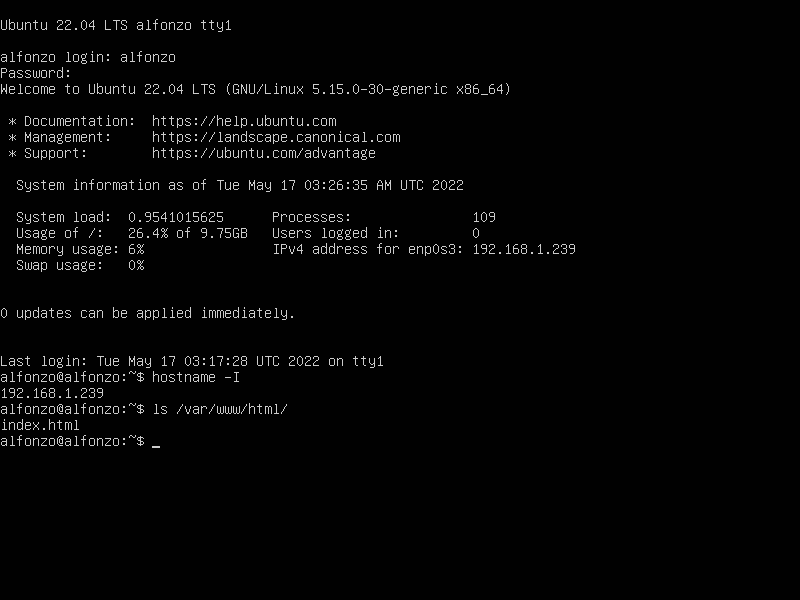 Ubuntu 22.04 LTS alfonzo tty1
alfonzo login: alfonzo
Password:
Welcome to Ubuntu 22.04 LTS (GNU/Linux 5.15.0-30-generic x86_64)
* Documentation:  https://help.ubuntu.com
* Management:     https://landscape.canonical.com
* Support:        https://ubuntu.com/advantage
System information as of Tue May 17 03:26:35 AM UTC 2022
System load:  0.9541015625      Processes:               109
Usage of /:   26.4% of 9.75GB   Users logged in:         0
Memory usage: 6%                IPv4 address for enp0s3: 192.168.1.239
Swap usage:   0%
0 updates can be applied immediately.
Last login: Tue May 17 03:17:28 UTC 2022 on tty1
alfonzo@alfonzo:~$ hostname -I
192.168.1.239
alfonzo@alfonzo:~$ ls /var/www/html/
index.html
alfonzo@alfonzo:~$ _